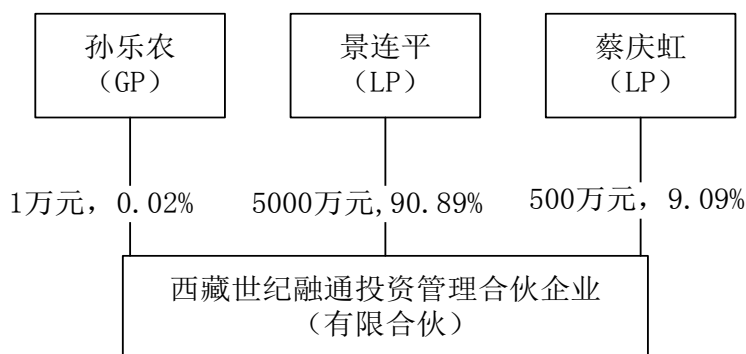 孙乐农
（GP）
景连平
（LP）
蔡庆虹
（LP）
1万元，0.02%
5000万元,90.89%
500万元，9.09%
西藏世纪融通投资管理合伙企业
（有限合伙）